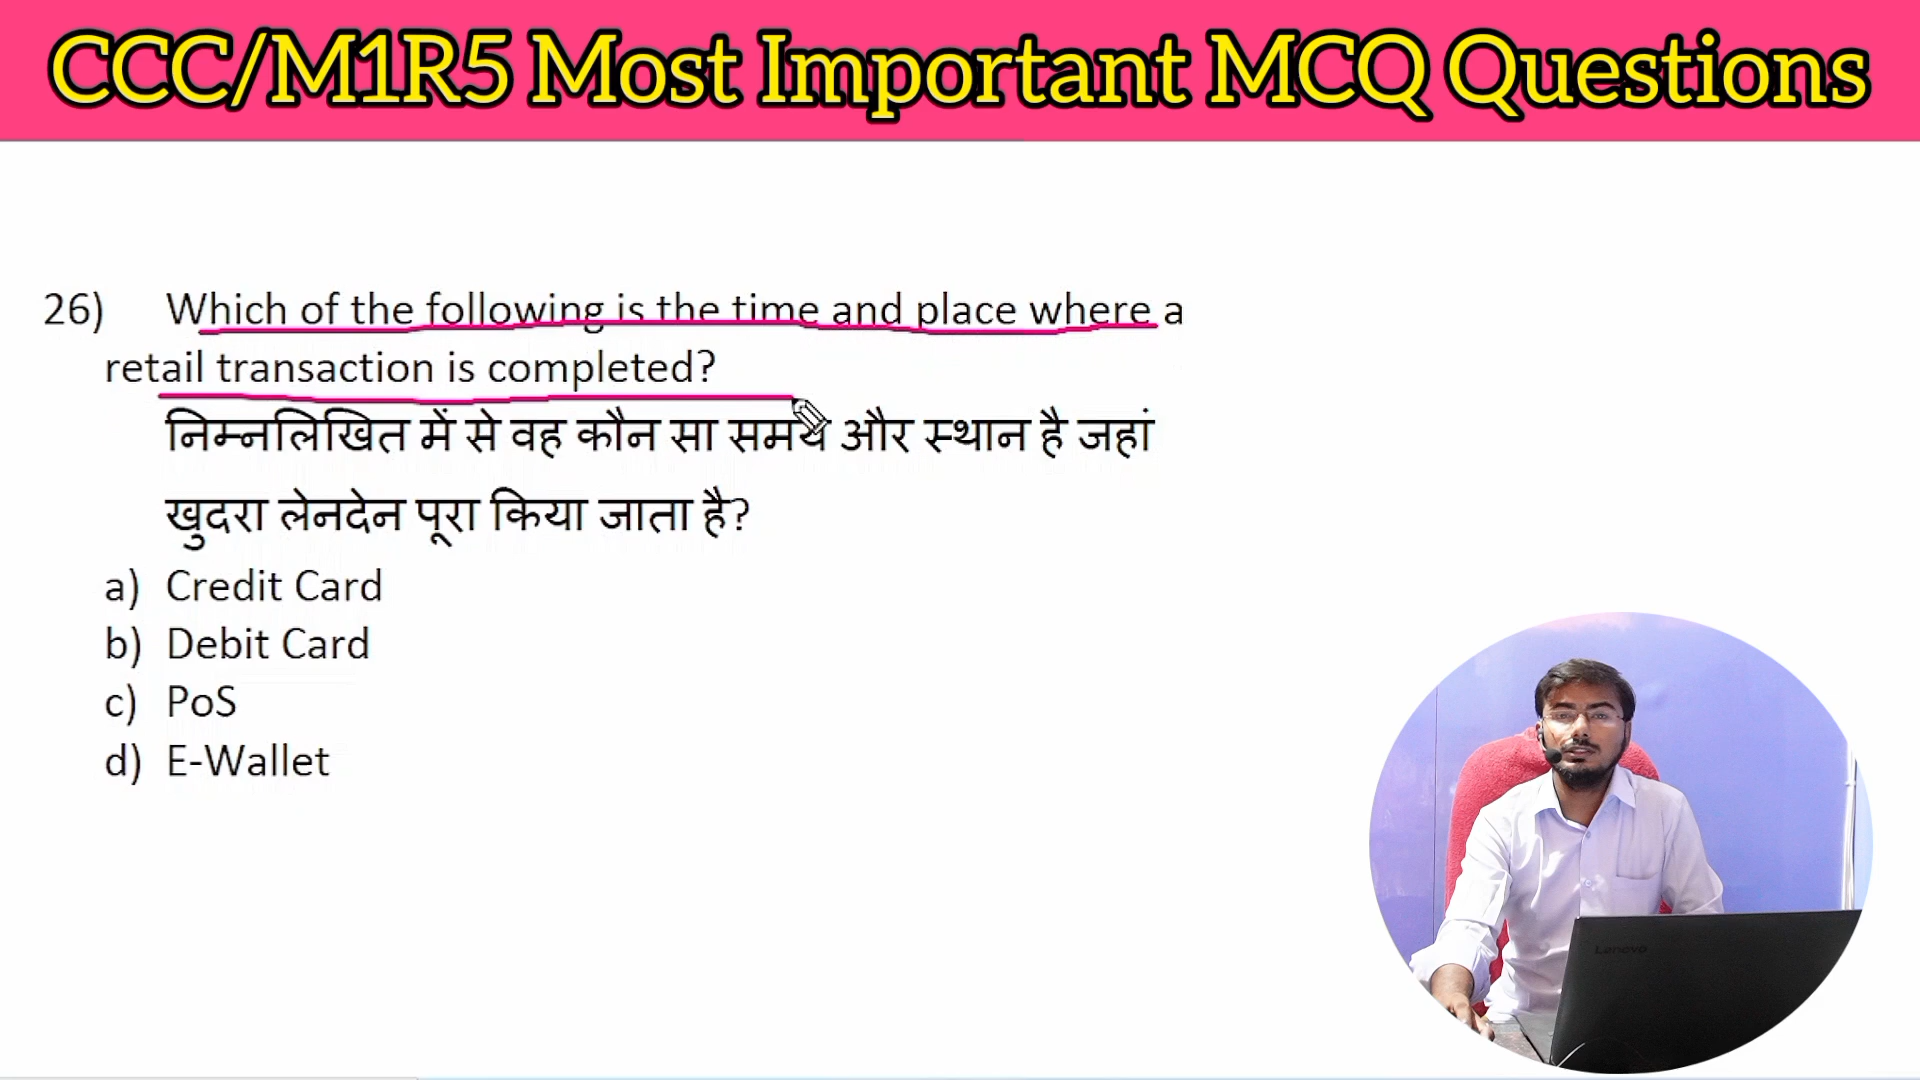 CCC/M1R5 Most Important MCQ Questions
26) Which of the following is the time and place where a
retail transaction is completed?
निम्नलिखित में से वह कौन सा समय और स्थान है जहां
खुदरा लेनदेन पूरा किया जाता है?
a) Credit Card
b) Debit Card
c) PoS
d) E-Wallet
Lenovo